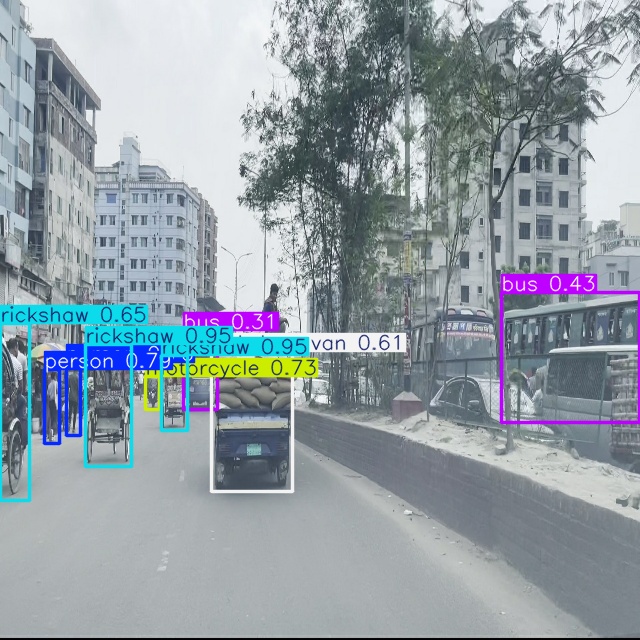 bus 0.43
rickshaw 0.65
bus 0.31
rickshaw 0.95
rickshaw 0.95
van 0.61
person 0.79
motorcycle 0.73